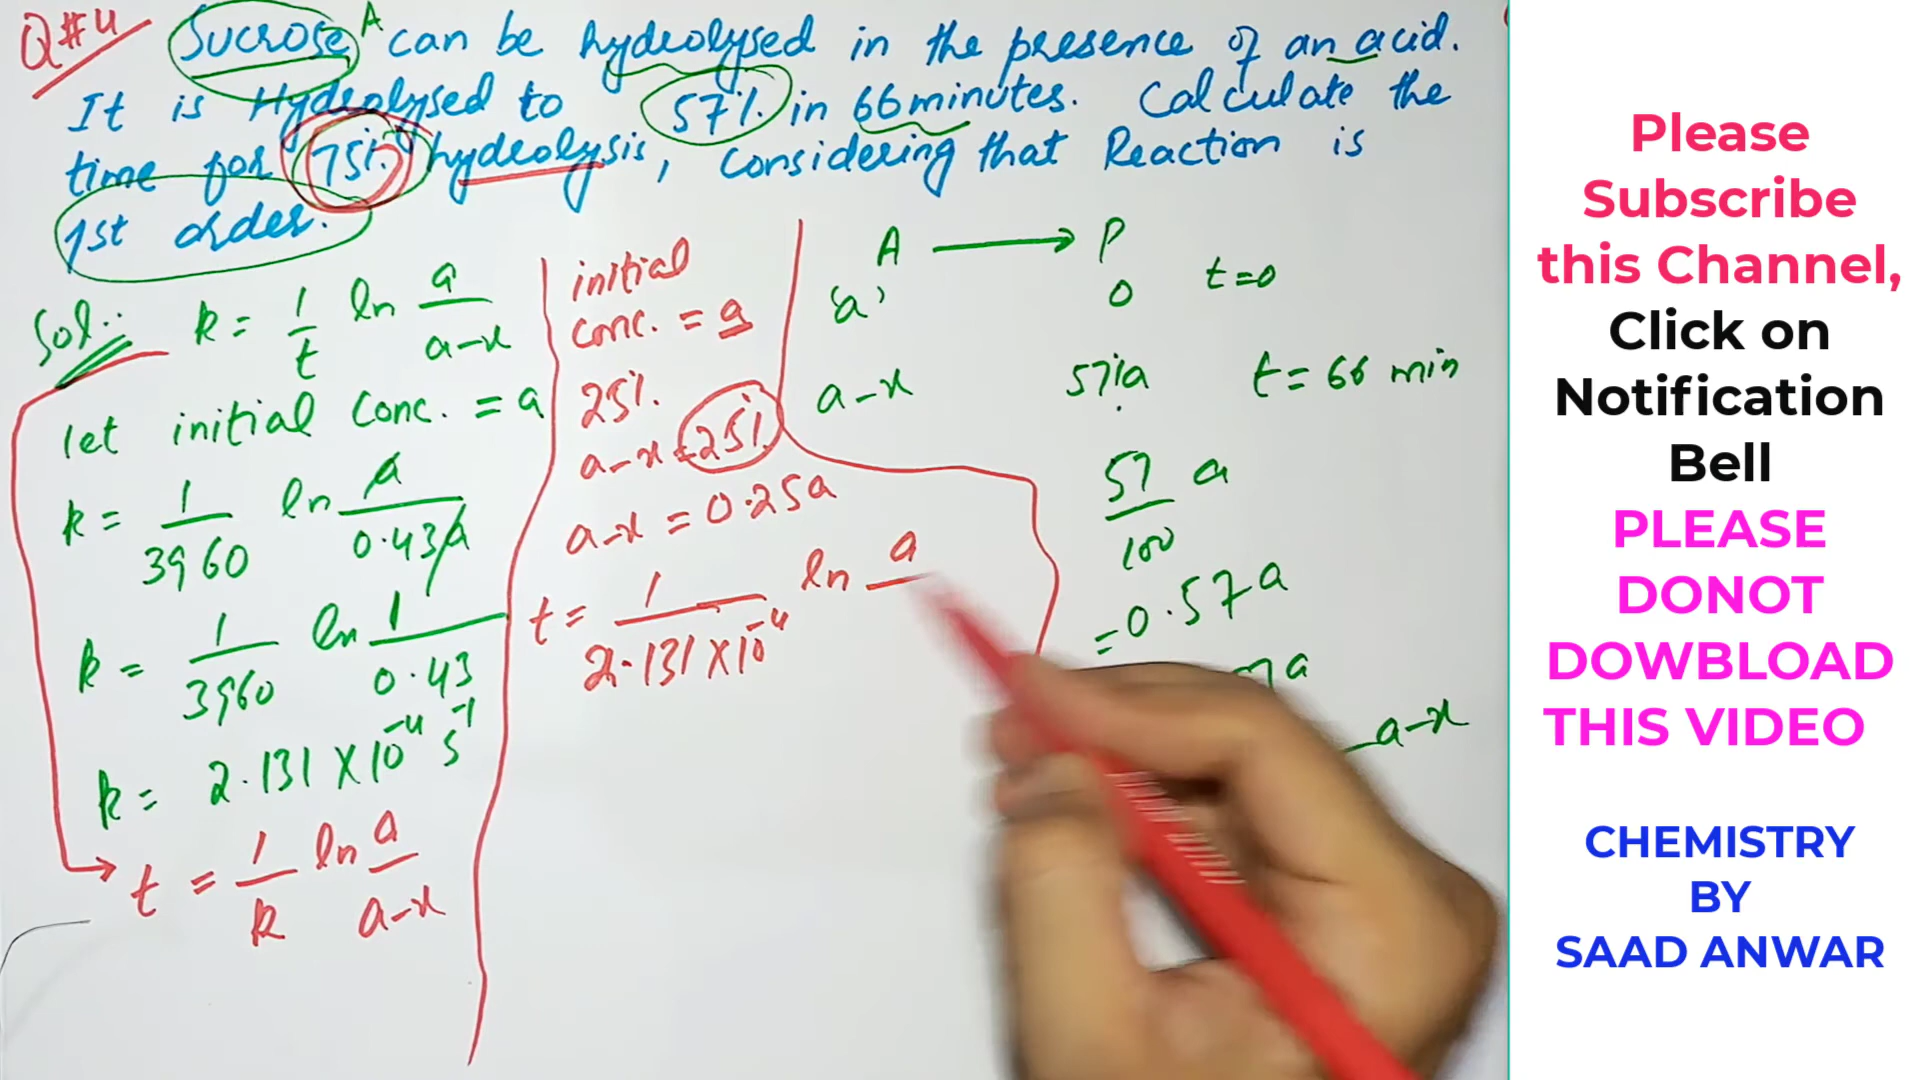 Q#4 Sucrose A can be hydrolysed in the presence of an acid.
It is Hydrolysed to 57% in 66 minutes. Calculate the
time for 75% hydrolysis, considering that Reaction is
1st order.
Sol:. k = 1/t ln a/a-x
let initial Conc. = a
k = 1/3960 ln a/0.43a
k = 1/3960 ln 1/0.43
k = 2.131 X 10^-4 s^-1
t = 1/k ln a/a-x
initial
conc. = a
25%.
a-x = 25%.
a-x = 0.25a
t = 1/2.131 X 10^-4 ln a
A → P
'a' 0 t=0
a-x 57%a t = 66 min
57/100 a
= 0.57a
a
a-x
Please
Subscribe
this Channel,
Click on
Notification
Bell
PLEASE
DONOT
DOWBLOAD
THIS VIDEO
CHEMISTRY
BY
SAAD ANWAR